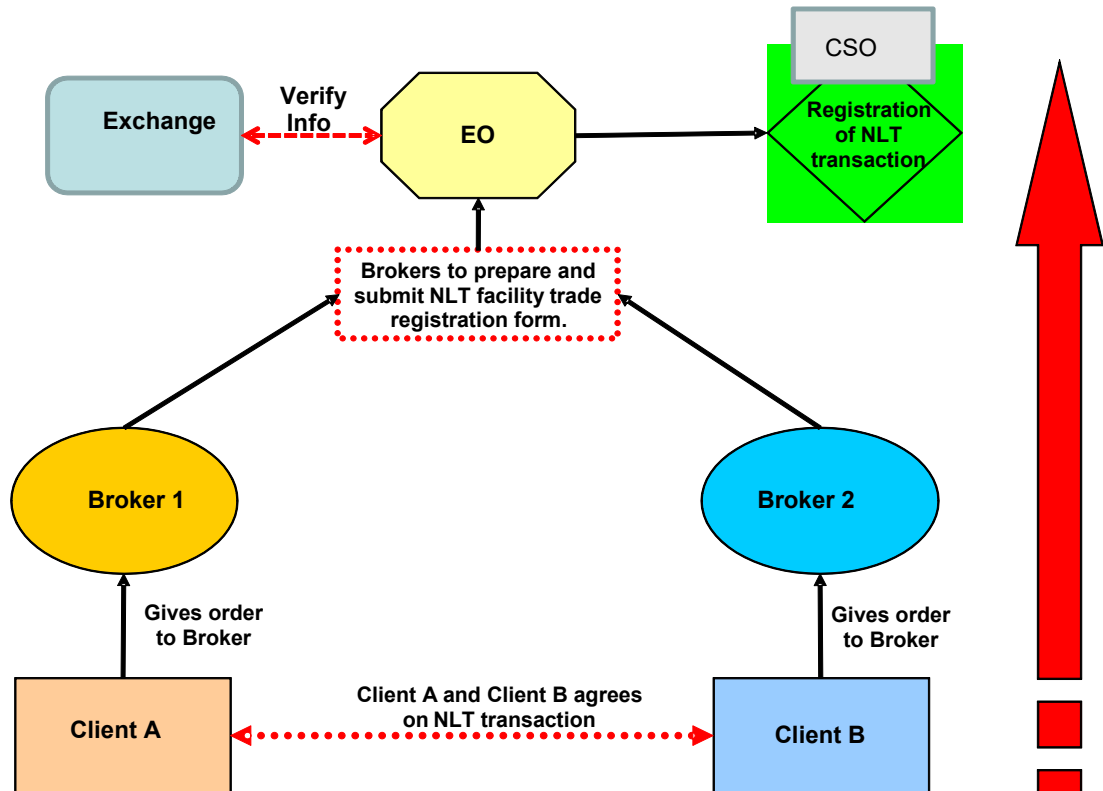 CSO
Exchange
Verify
Info
EO
Registration
of NLT
transaction
Brokers to prepare and
submit NLT facility trade
registration form.
Broker 1
Broker 2
Gives order
to Broker
Gives order
to Broker
Client A
Client A and Client B agrees
on NLT transaction
Client B